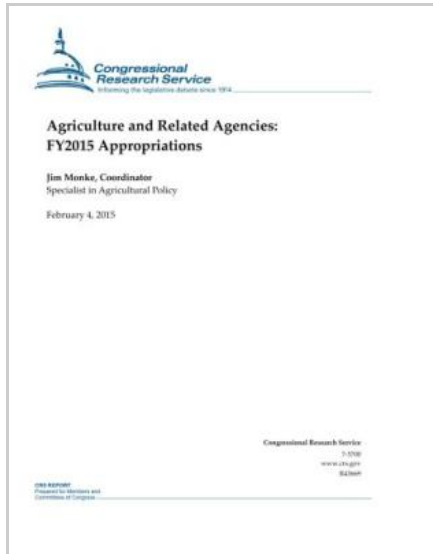 Congressional
Research Service
Informing the legislative debate since 1914
Agriculture and Related Agencies:
FY2015 Appropriations
Jim Monke, Coordinator
Specialist in Agricultural Policy
February 4, 2015
Congressional Research Service
7-5700
www.crs.gov
CRS REPORT
Prepared for Members and
Committees of Congress